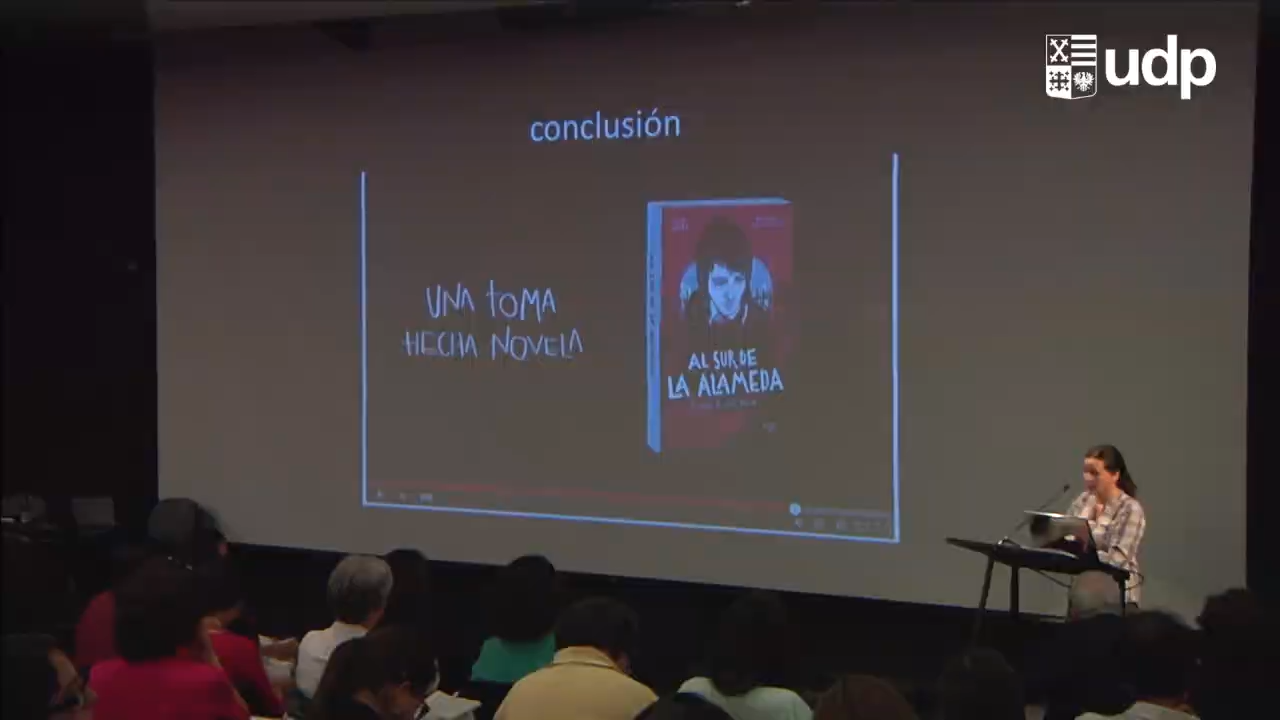 udp
conclusión
UNA TOMA
HECHA NOVELA
AL SUR DE
LA ALAMEDA